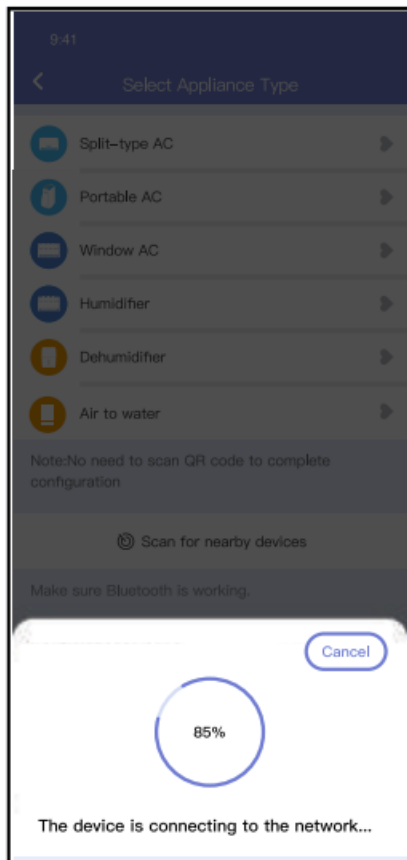 9:41
Select Appliance Type
Split-type AC
Portable AC
Window AC
Humidifier
Dehumidifier
Air to water
Note:No need to scan QR code to complete
configuration
Scan for nearby devices
Make sure Bluetooth is working.
Cancel
85%
The device is connecting to the network...